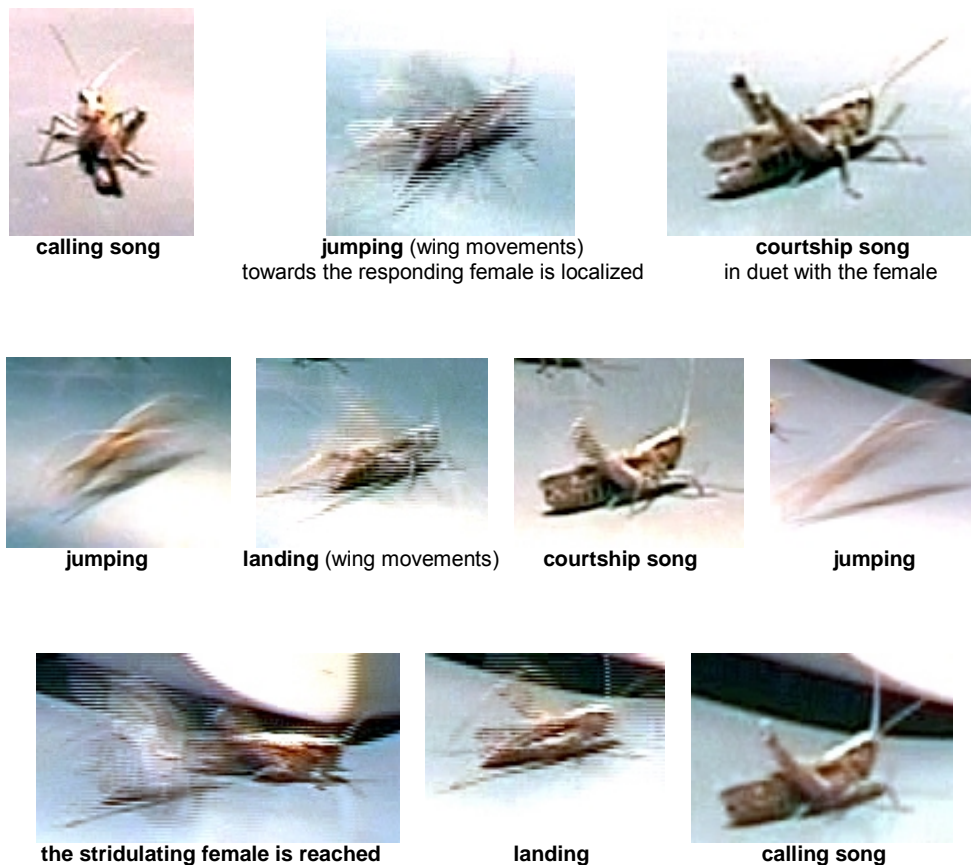 calling song
jumping (wing movements)
towards the responding female is localized
courtship song
in duet with the female
jumping
landing (wing movements)
courtship song
jumping
the stridulating female is reached
landing
calling song